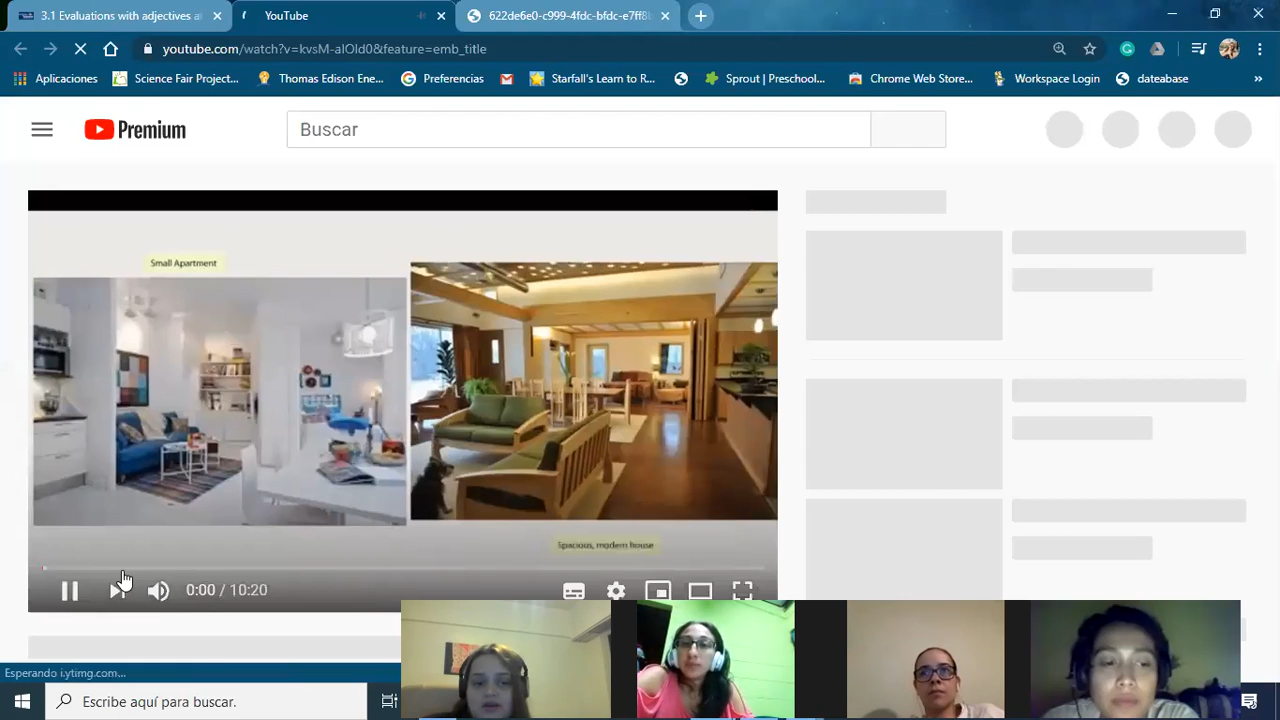 3.1 Evaluations with adjectives a
YouTube
622de6e0-c999-4fdc-bfdc-e7ff8b
youtube.com/watch?v=kvsM-alOld0&feature=emb_title
Aplicaciones
Science Fair Project...
Thomas Edison Ene...
Preferencias
Starfall's Learn to R...
Sprout | Preschool...
Chrome Web Store...
Workspace Login
dateabase
»
Premium
Buscar
Small Apartment
Spacious, modern house
0:00 / 10:20
Esperando i.ytimg.com...
Escribe aquí para buscar.